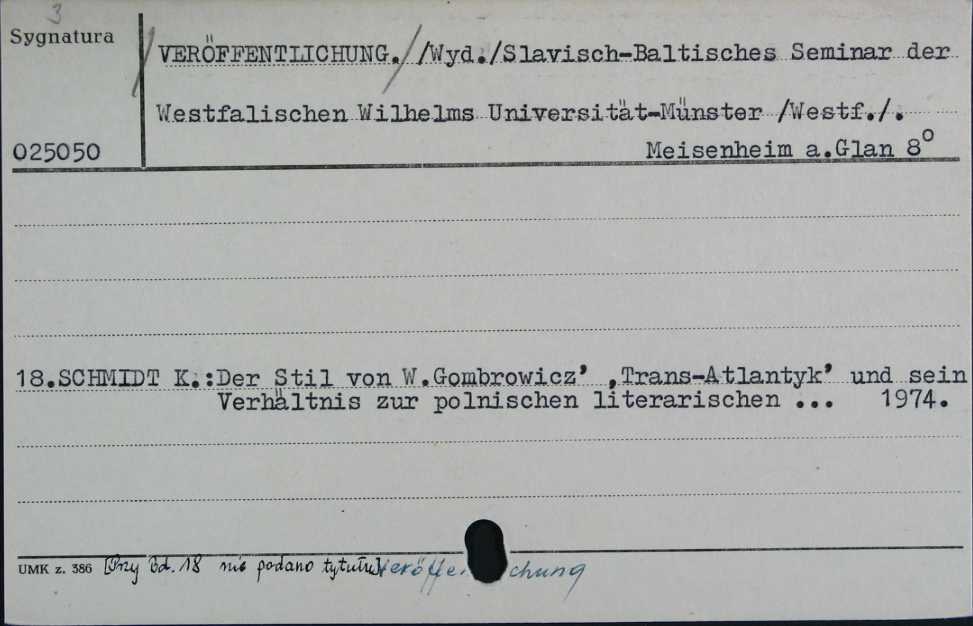 3
Sygnatura
VERÖFFENTLICHUNG. /Wyd./Slavisch-Baltisches Seminar der
Westfalischen Wilhelms Universität-Münster /Westf./.
025050
Meisenheim a.Glan 8°
18.SCHMIDT K.:Der Stil von W.Gombrowicz' ,Trans-Atlantyk' und sein
Verhältnis zur polnischen literarischen ... 1974.
UMK z. 386 [Przy Bd. 18 nie podano tytułu] Veröffe chung